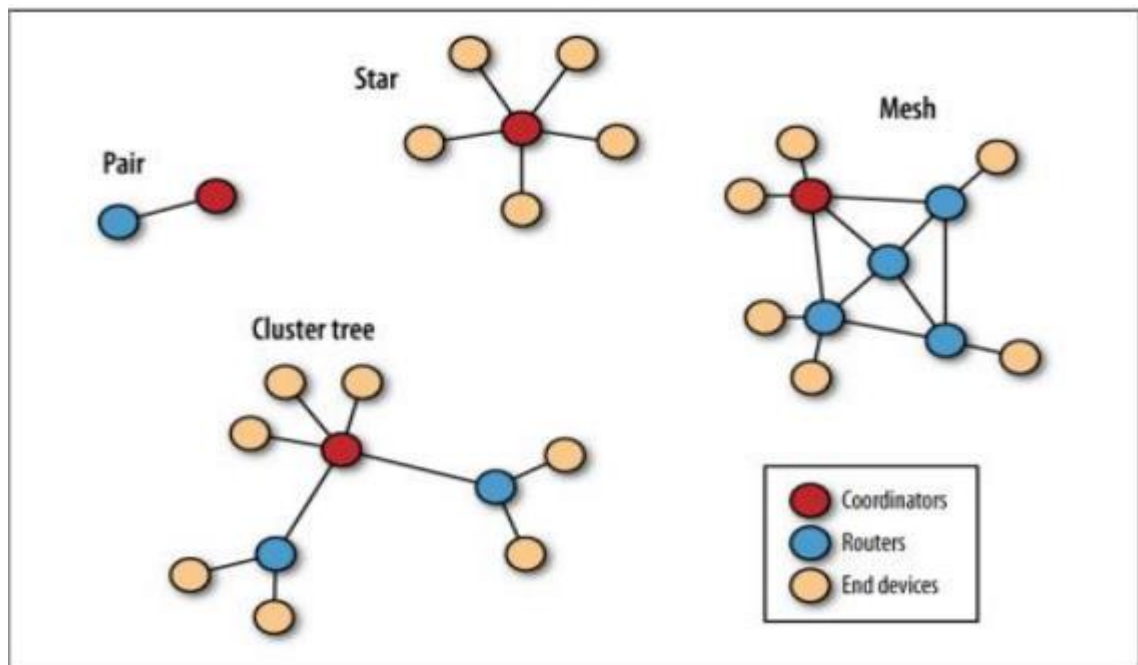 Star
Mesh
Pair
Cluster tree
Coordinators
Routers
End devices